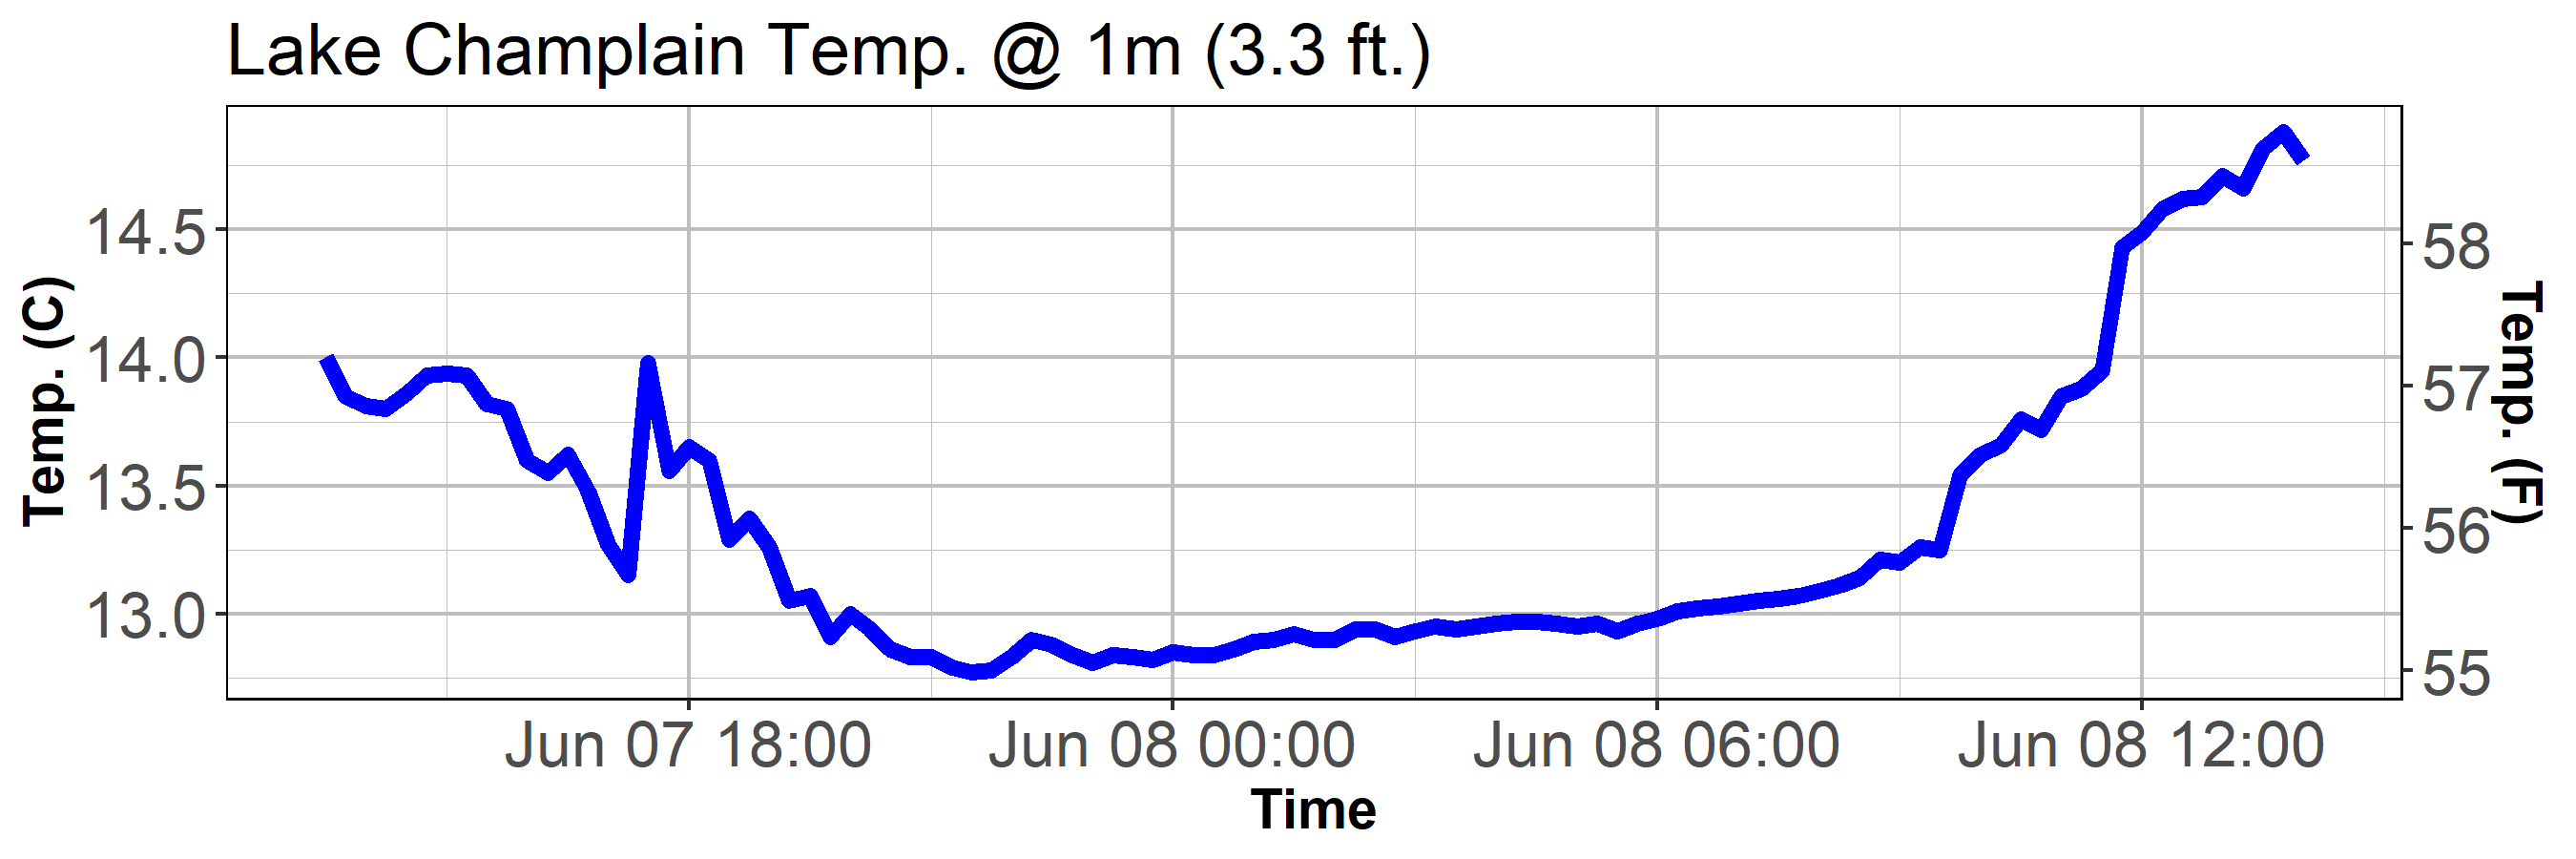 Lake Champlain Temp. @ 1m (3.3 ft.)
Temp. (C)
14.5
14.0
13.5
13.0
58
57
56
55
Temp. (F)
Jun 07 18:00
Jun 08 00:00
Jun 08 06:00
Jun 08 12:00
Time